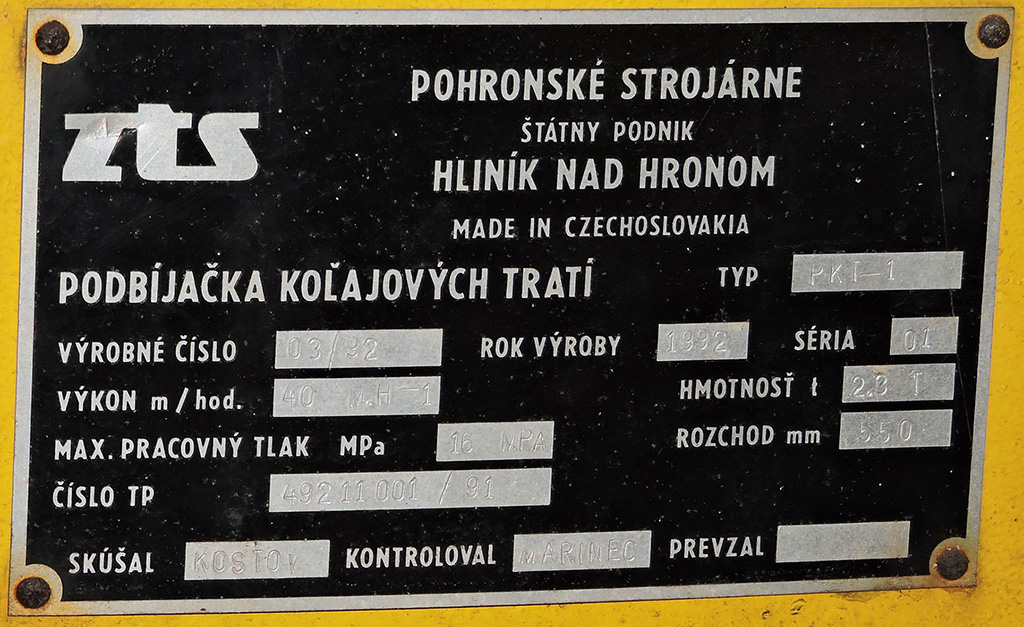 zts
POHRONSKÉ STROJÁRNE
ŠTÁTNY PODNIK
HLINÍK NAD HRONOM
MADE IN CZECHOSLOVAKIA
PODBÍJAČKA KOĽAJOVÝCH TRATÍ TYP PKT-1
VÝROBNÉ ČÍSLO 03/92 ROK VÝROBY 1992 SÉRIA 01
VÝKON m/hod. 40 M.H-1 HMOTNOSŤ t 2.3 T
MAX. PRACOVNÝ TLAK MPa 16 MPA ROZCHOD mm 550
ČÍSLO TP 492 11 001 / 91
SKÚŠAL KOSTOV KONTROLOVAL MARINEC PREVZAL